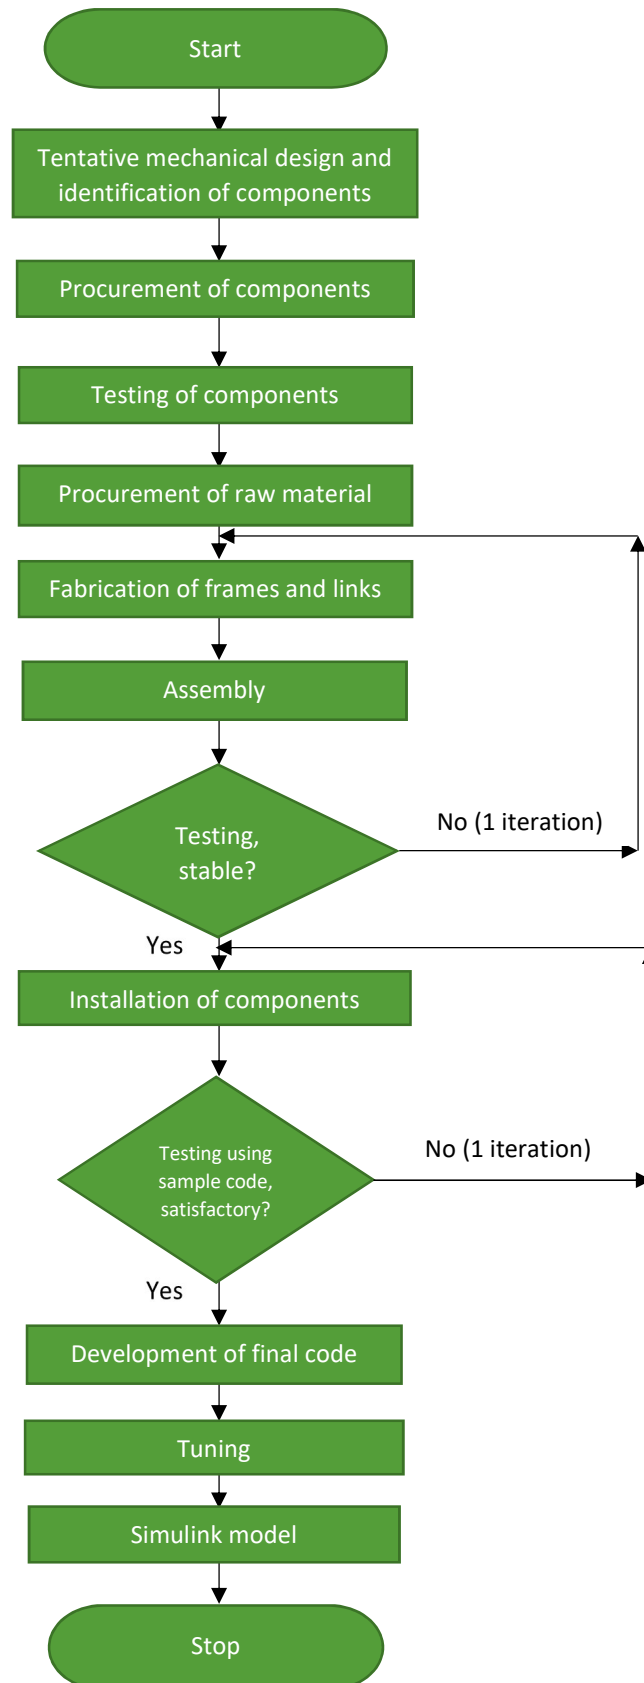 Start
Tentative mechanical design and
identification of components
Procurement of components
Testing of components
Procurement of raw material
Fabrication of frames and links
Assembly
Testing,
stable?
No (1 iteration)
Yes
Installation of components
Testing using
sample code,
satisfactory?
No (1 iteration)
Yes
Development of final code
Tuning
Simulink model
Stop